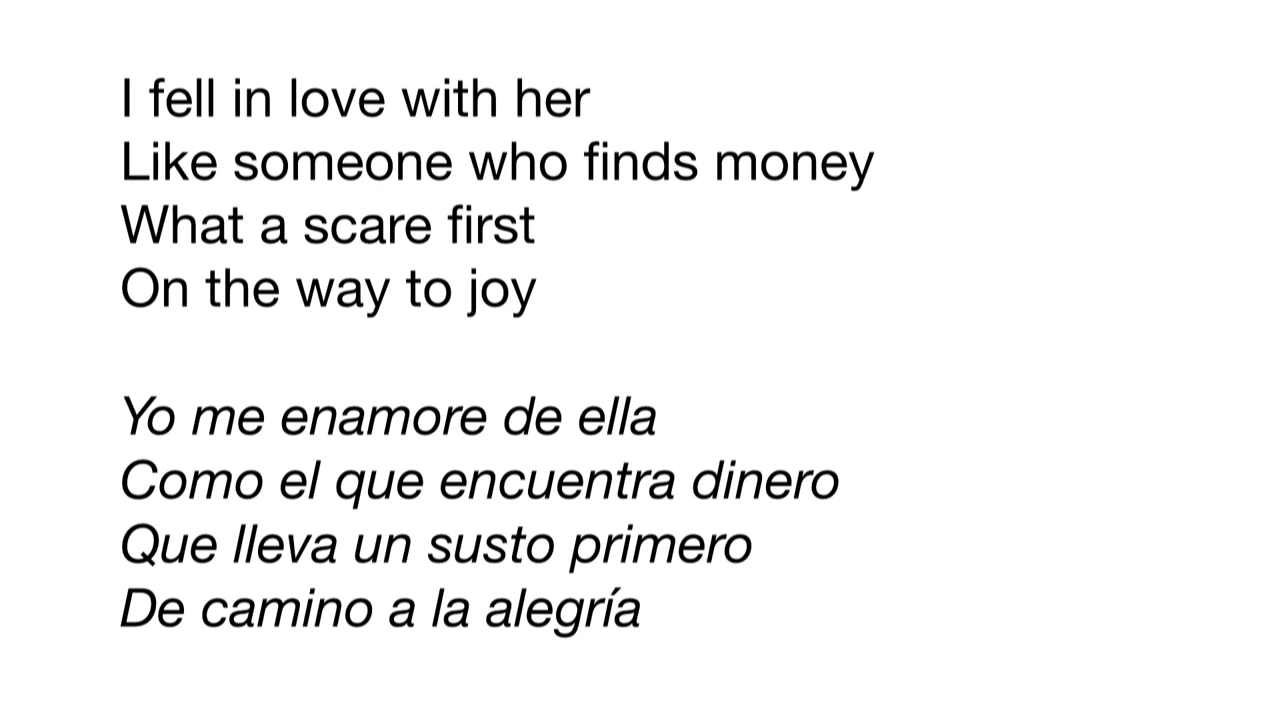 I fell in love with her
Like someone who finds money
What a scare first
On the way to joy
Yo me enamore de ella
Como el que encuentra dinero
Que lleva un susto primero
De camino a la alegría